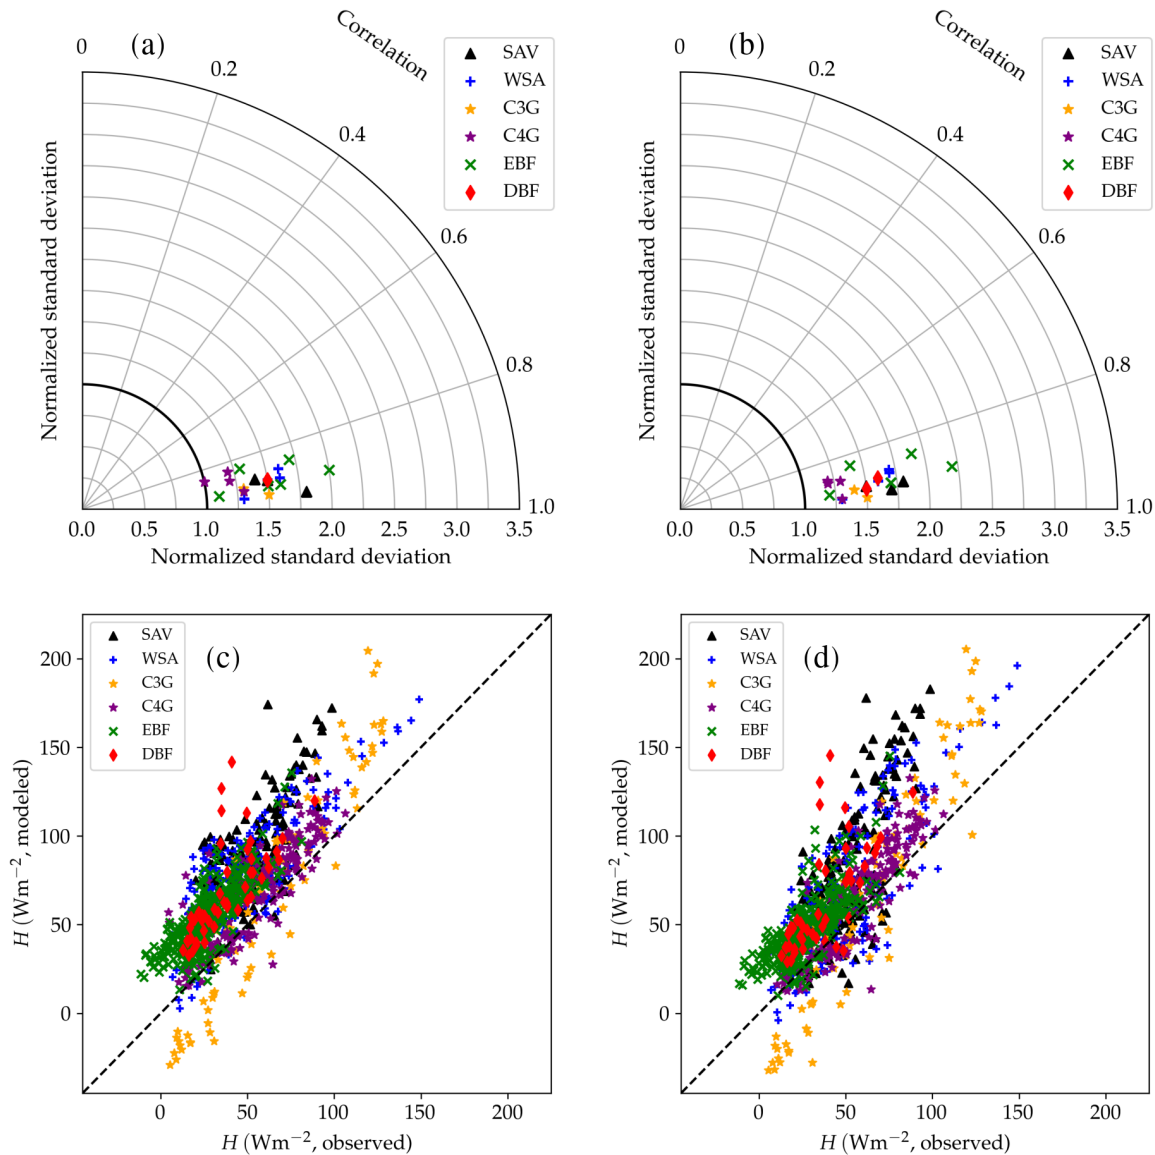 0
(a)
Correlation
0.2
0.4
0.6
0.8
1.0
SAV
WSA
C3G
C4G
EBF
DBF
Normalized standard deviation
0.0 0.5 1.0 1.5 2.0 2.5 3.0 3.5
Normalized standard deviation
0
(b)
Correlation
0.2
0.4
0.6
0.8
1.0
SAV
WSA
C3G
C4G
EBF
DBF
Normalized standard deviation
0.0 0.5 1.0 1.5 2.0 2.5 3.0 3.5
Normalized standard deviation
(c)
SAV
WSA
C3G
C4G
EBF
DBF
200
150
100
50
0
H (Wm−2, modeled)
0 50 100 150 200
H (Wm−2, observed)
(d)
SAV
WSA
C3G
C4G
EBF
DBF
200
150
100
50
0
H (Wm−2, modeled)
0 50 100 150 200
H (Wm−2, observed)